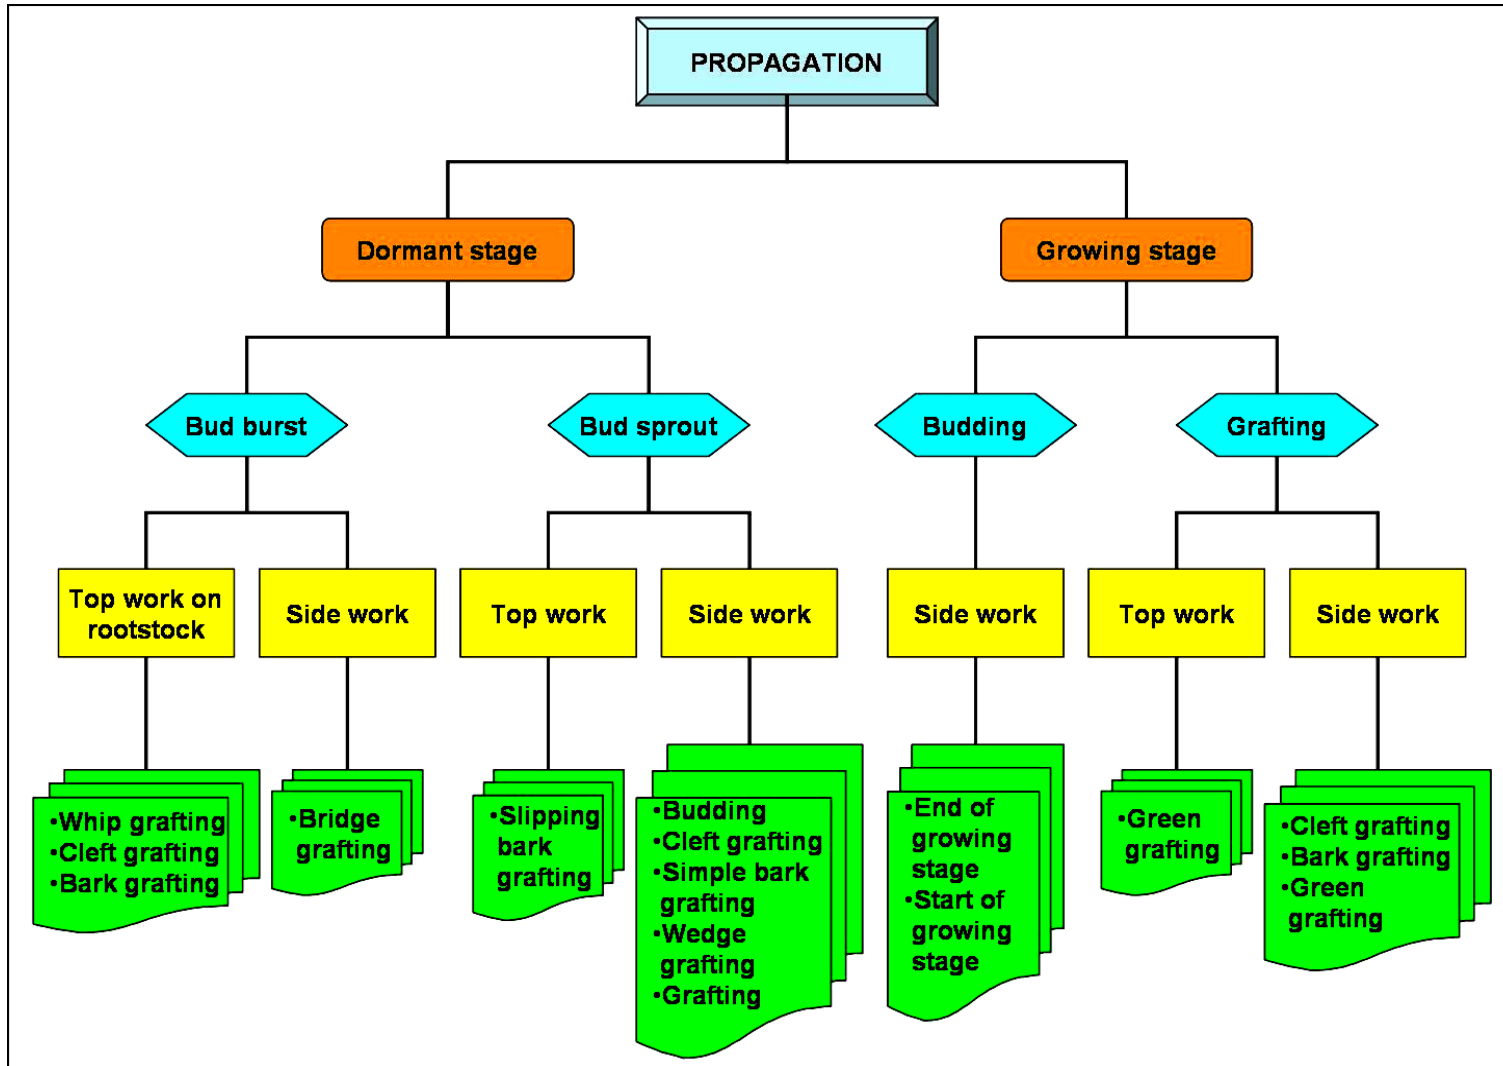 PROPAGATION
Dormant stage
Growing stage
Bud burst
Bud sprout
Budding
Grafting
Top work on
rootstock
Side work
Top work
Side work
Side work
Top work
Side work
•Whip grafting
•Cleft grafting
•Bark grafting
•Bridge
grafting
•Slipping
bark
grafting
•Budding
•Cleft grafting
•Simple bark
grafting
•Wedge
grafting
•Grafting
•End of
growing
stage
•Start of
growing
stage
•Green
grafting
•Cleft grafting
•Bark grafting
•Green
grafting